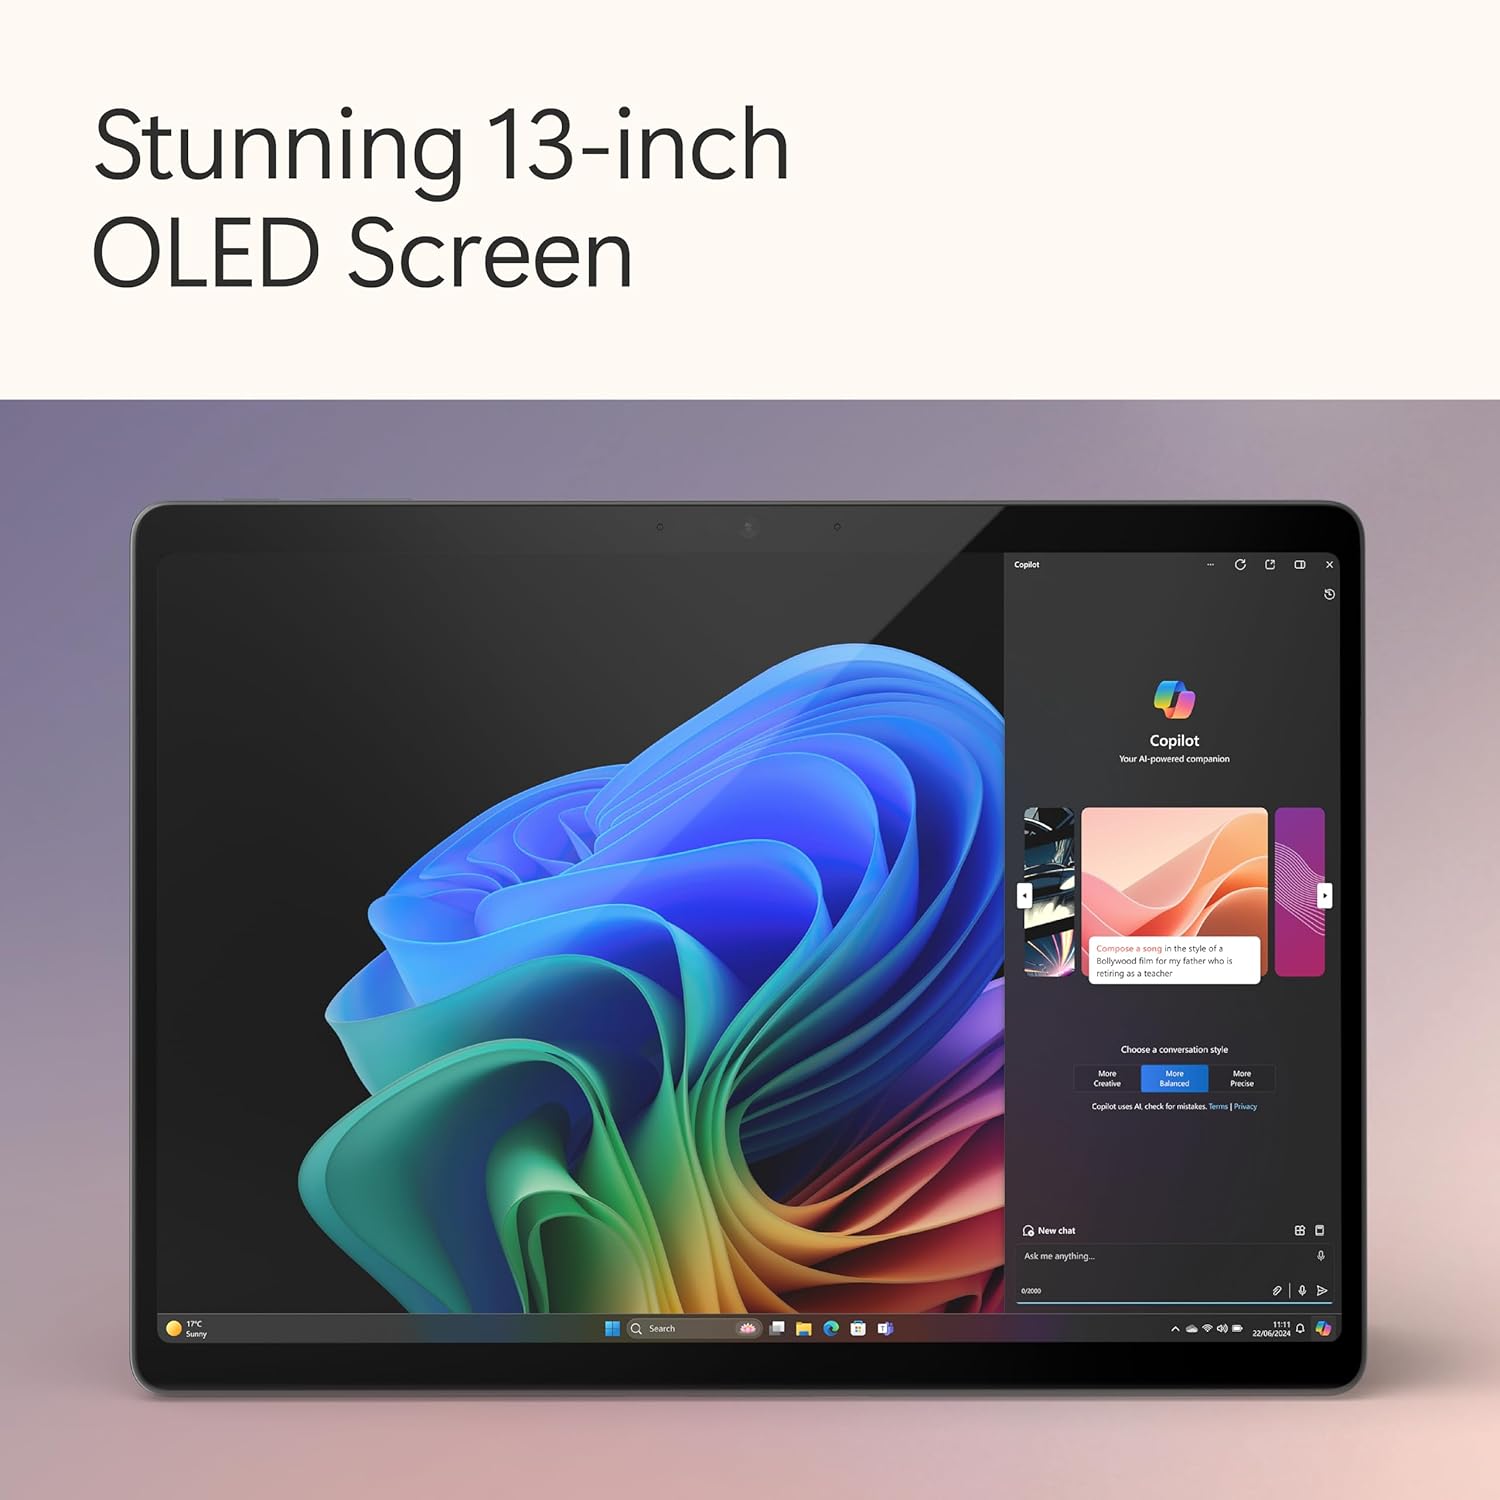 Stunning 13-inch
OLED Screen
Copilot
Copilot
Your AI-powered companion
Compose a song in the style of a
Bollywood film for my father who is
retiring as a teacher
Choose a conversation style
More
Creative
More
Balanced
More
Precise
Copilot uses AI, check for mistakes. Terms | Privacy
New chat
Ask me anything...
0/2000
17°C
Sunny
Search
11:11
22/06/2024